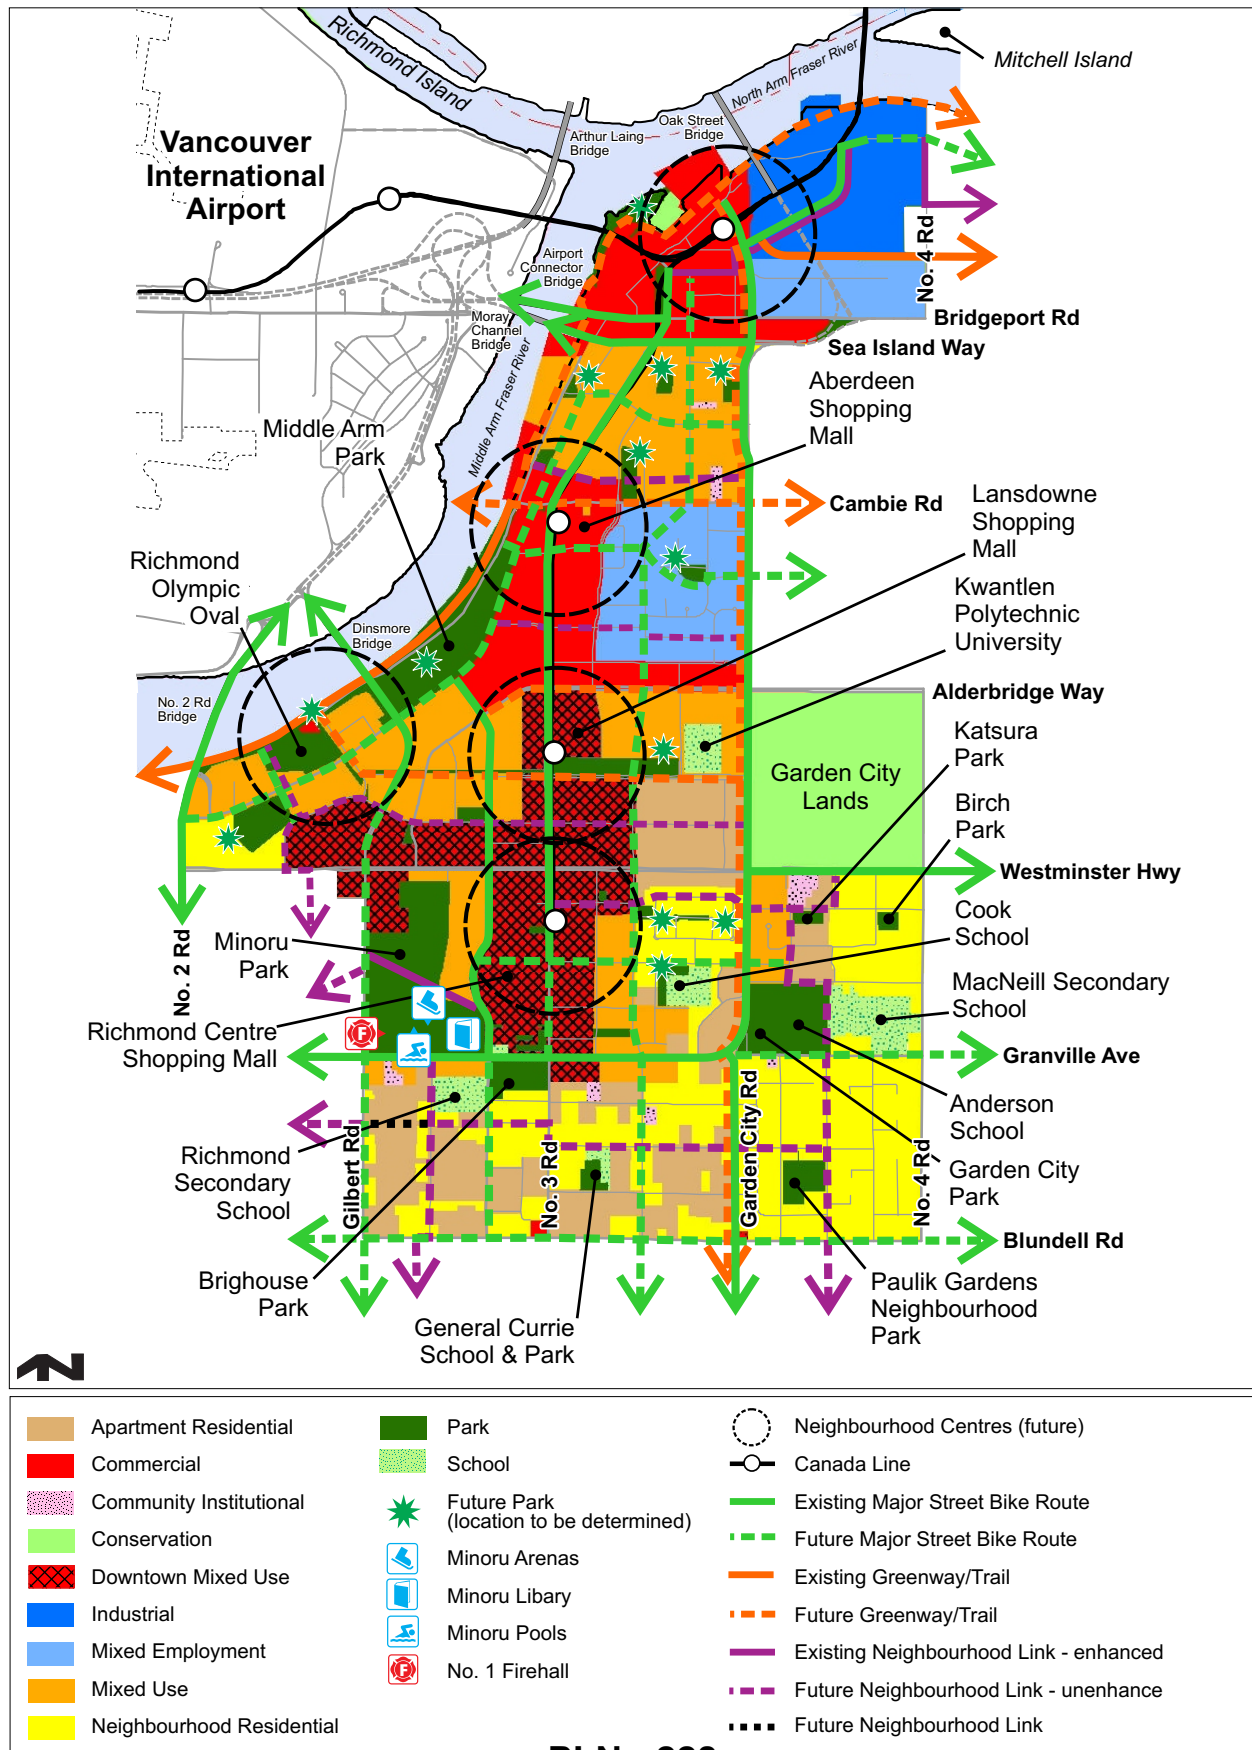 Richmond Island
Mitchell Island
North Arm Fraser River
Oak Street
Bridge
Arthur Laing
Bridge
Vancouver
International
Airport
Airport
Connector
Bridge
No. 4 Rd
Moray
Channel
Bridge
Bridgeport Rd
Sea Island Way
Middle Arm Fraser River
Aberdeen
Shopping
Mall
Middle Arm
Park
Cambie Rd
Lansdowne
Shopping
Mall
Richmond
Olympic
Oval
Kwantlen
Polytechnic
University
Dinsmore
Bridge
No. 2 Rd
Bridge
Alderbridge Way
Katsura
Park
Garden City
Lands
Birch
Park
Westminster Hwy
Cook
School
No. 2 Rd
Minoru
Park
MacNeill Secondary
School
Richmond Centre
Shopping Mall
F
Granville Ave
Anderson
School
Garden City
Park
Gilbert Rd
No. 3 Rd
Garden City Rd
No. 4 Rd
Richmond
Secondary
School
Blundell Rd
Brighouse
Park
Paulik Gardens
Neighbourhood
Park
General Currie
School & Park
N
Apartment Residential
Commercial
Community Institutional
Conservation
Downtown Mixed Use
Industrial
Mixed Employment
Mixed Use
Neighbourhood Residential
Park
School
Future Park
(location to be determined)
Minoru Arenas
Minoru Libary
Minoru Pools
F
No. 1 Firehall
Neighbourhood Centres (future)
Canada Line
Existing Major Street Bike Route
Future Major Street Bike Route
Existing Greenway/Trail
Future Greenway/Trail
Existing Neighbourhood Link - enhanced
Future Neighbourhood Link - unenhance
Future Neighbourhood Link